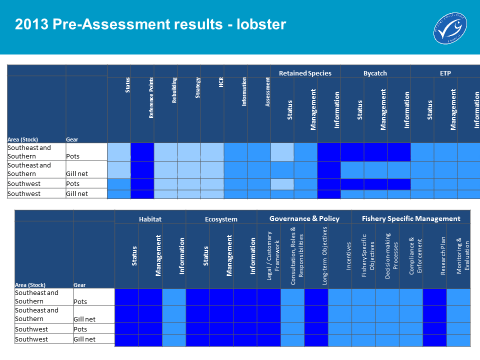 2013 Pre-Assessment results - lobster
Retained Species Bycatch ETP
Area (Stock) Gear Status Reference Points Rebuilding Strategy HCR Information Assessment Status Management Information Status Management Information Status Management Information
Southeast and
Southern Pots
Southeast and
Southern Gill net
Southwest Pots
Southwest Gill net
Habitat Ecosystem Governance & Policy Fishery Specific Management
Area (Stock) Gear Status Management Information Status Management Information Legal / Customary Framework Consultation, Roles & Responsibilities Long-term Objectives Incentives Fishery Specific Objectives Decision-making Processes Compliance & Enforcement Research Plan Monitoring & Evaluation
Southeast and
Southern Pots
Southeast and
Southern Gill net
Southwest Pots
Southwest Gill net